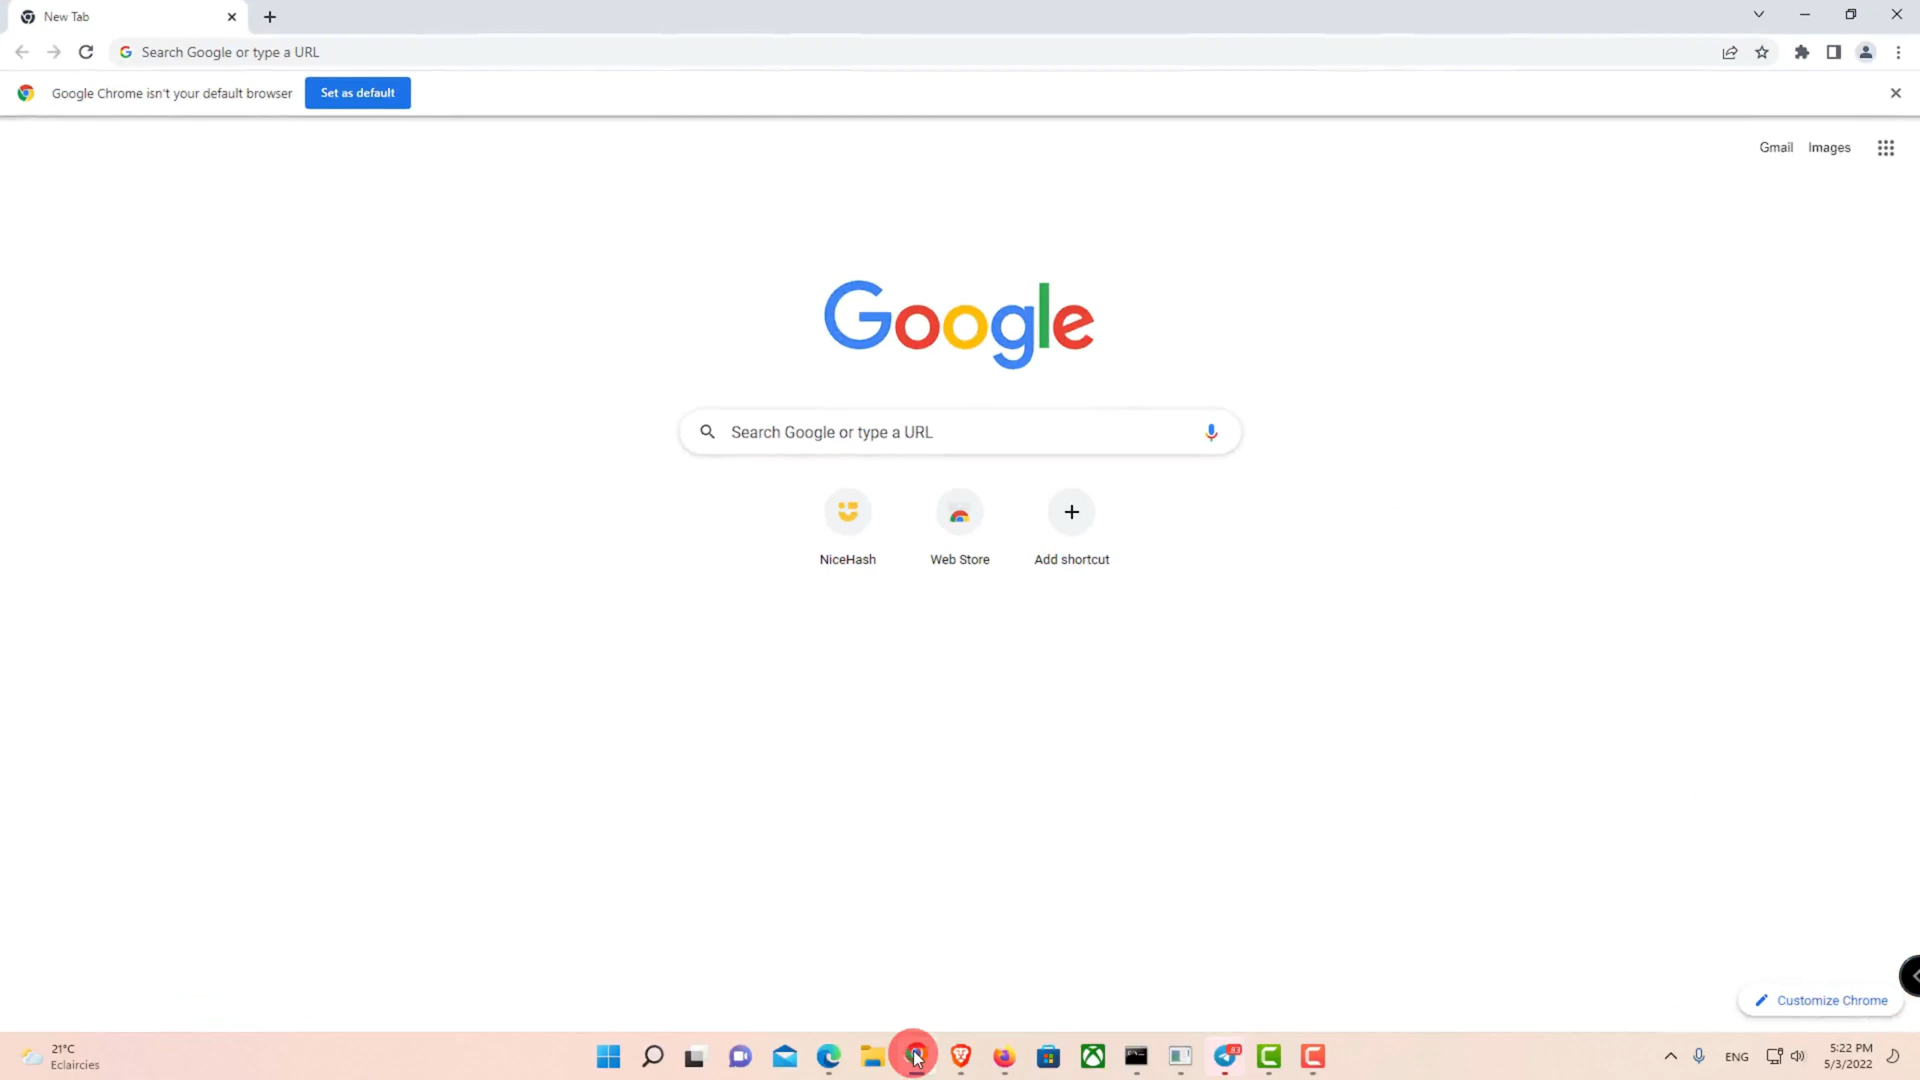 New Tab
Search Google or type a URL
Google Chrome isn't your default browser
Set as default
Gmail Images
Google
Search Google or type a URL
NiceHash Web Store Add shortcut
Customize Chrome
21°C
Eclaircies
83
ENG
5:22 PM
5/3/2022